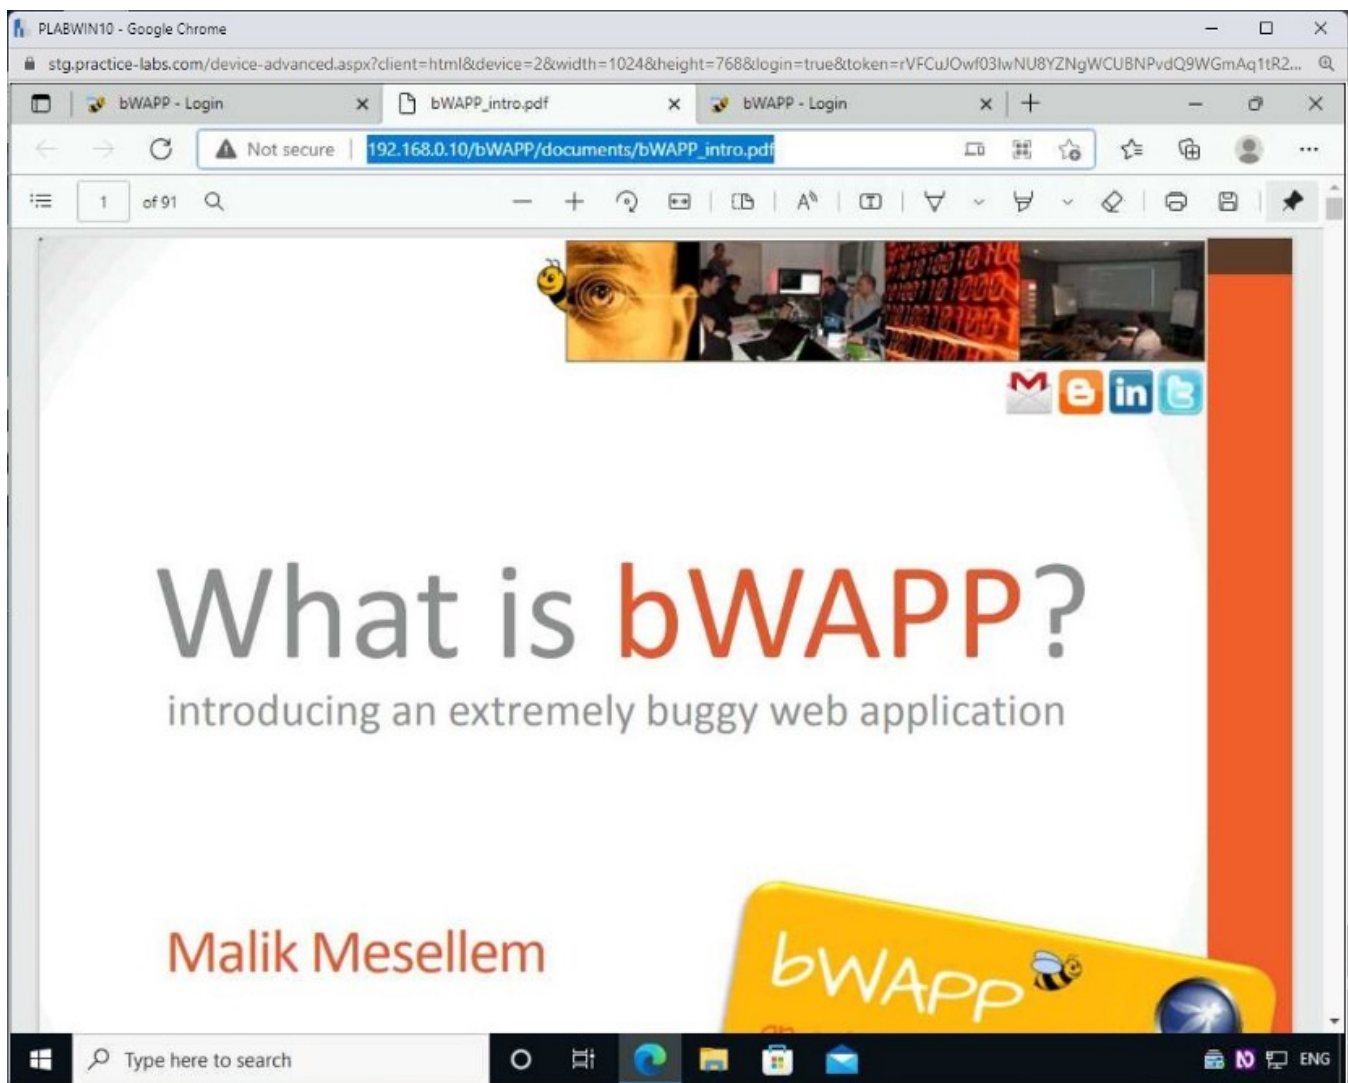 PLABWIN10 - Google Chrome
stg.practice-labs.com/device-advanced.aspx?client=html&device=2&width=1024&height=768&login=true&token=rVFCuJOwf03IwNU8YZNgWCUBNPvdQ9WGmAq1tR2...
bWAPP - Login bWAPP_intro.pdf bWAPP - Login
Not secure 192.168.0.10/bWAPP/documents/bWAPP_intro.pdf
1 of 91
in
What is bWAPP?
introducing an extremely buggy web application
Malik Mesellem
bWAPP
Type here to search
ENG